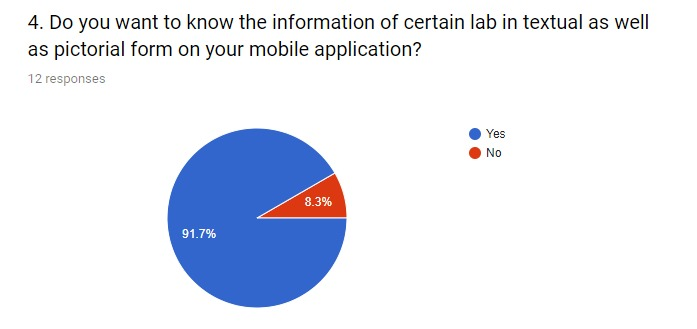 4. Do you want to know the information of certain lab in textual as well
as pictorial form on your mobile application?
12 responses
Yes
No
8.3%
91.7%